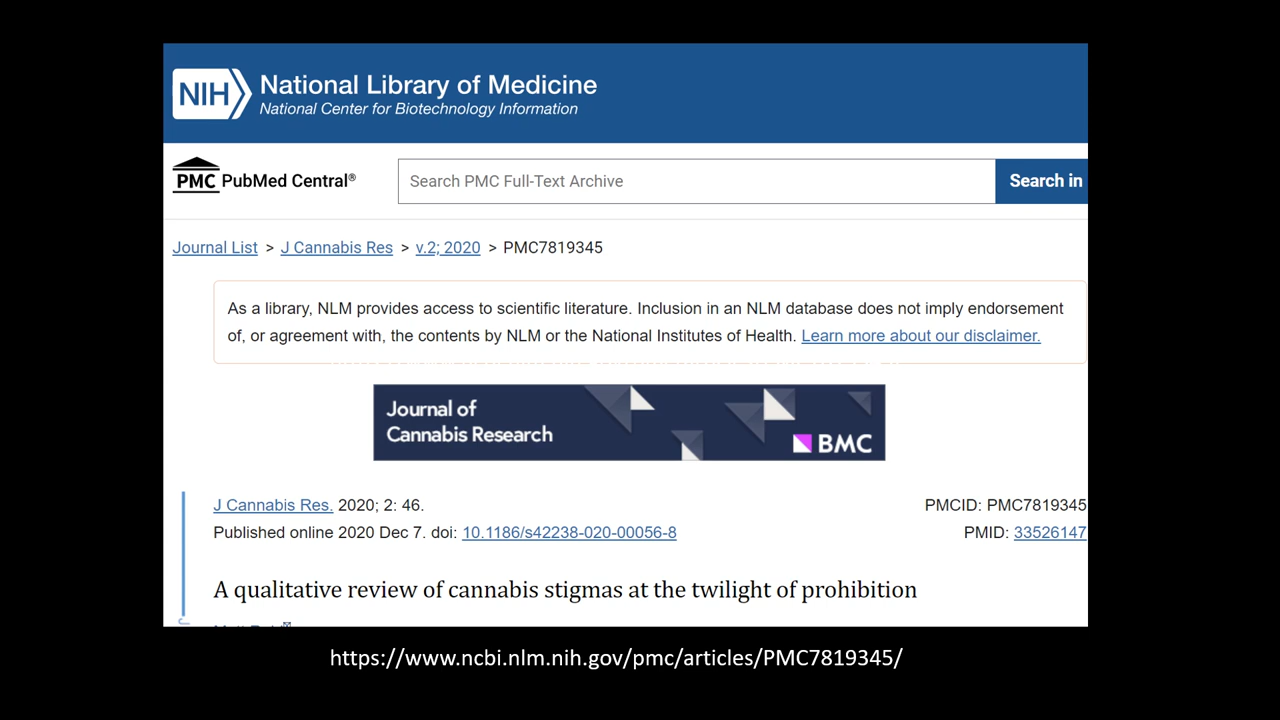 NIH National Library of Medicine
National Center for Biotechnology Information
PMC PubMed Central®
Search PMC Full-Text Archive
Search in
Journal List > J Cannabis Res > v.2; 2020 > PMC7819345
As a library, NLM provides access to scientific literature. Inclusion in an NLM database does not imply endorsement
of, or agreement with, the contents by NLM or the National Institutes of Health. Learn more about our disclaimer.
Journal of
Cannabis Research
BMC
J Cannabis Res. 2020; 2: 46.
PMCID: PMC7819345
Published online 2020 Dec 7. doi: 10.1186/s42238-020-00056-8
PMID: 33526147
A qualitative review of cannabis stigmas at the twilight of prohibition
https://www.ncbi.nlm.nih.gov/pmc/articles/PMC7819345/